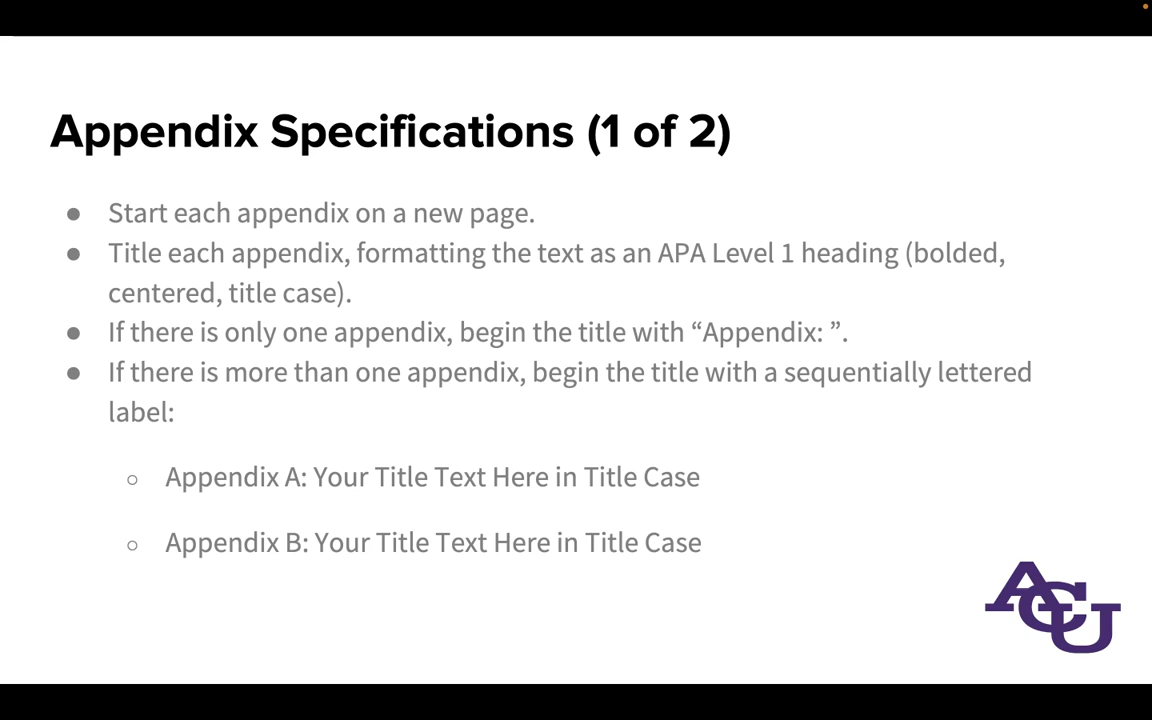 Appendix Specifications (1 of 2)
● Start each appendix on a new page.
● Title each appendix, formatting the text as an APA Level 1 heading (bolded,
centered, title case).
● If there is only one appendix, begin the title with “Appendix: ”.
● If there is more than one appendix, begin the title with a sequentially lettered
label:
○ Appendix A: Your Title Text Here in Title Case
○ Appendix B: Your Title Text Here in Title Case
ACU